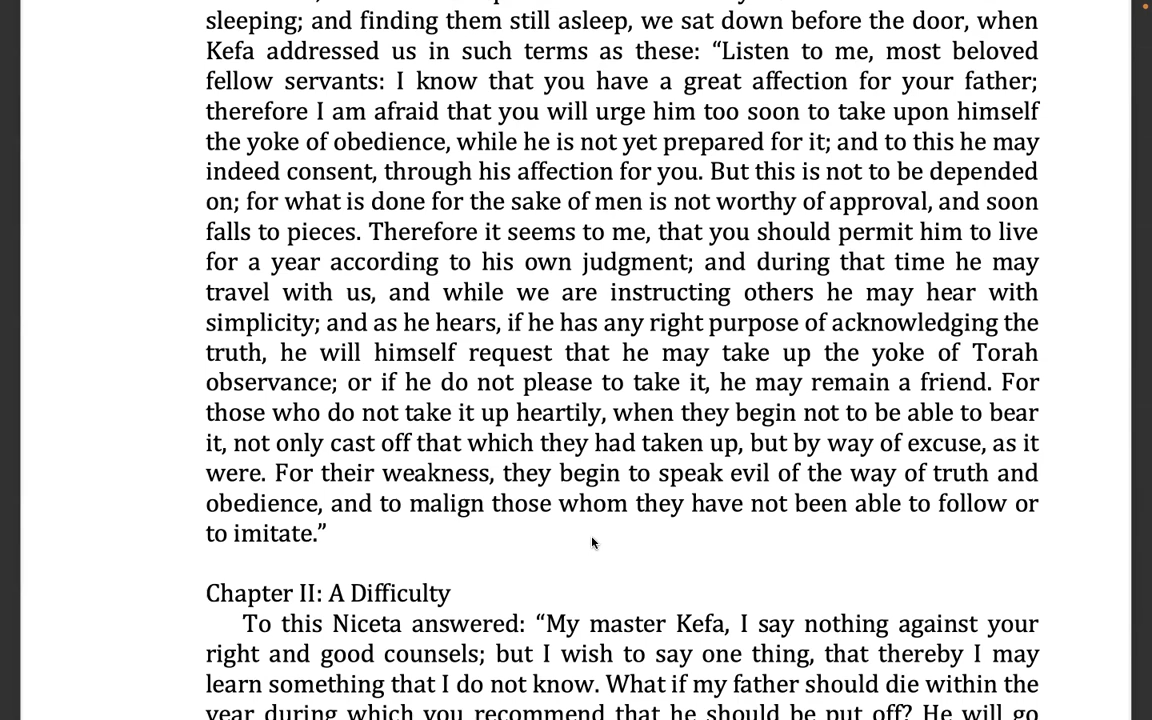 sleeping; and finding them still asleep, we sat down before the door, when
Kefa addressed us in such terms as these: “Listen to me, most beloved
fellow servants: I know that you have a great affection for your father;
therefore I am afraid that you will urge him too soon to take upon himself
the yoke of obedience, while he is not yet prepared for it; and to this he may
indeed consent, through his affection for you. But this is not to be depended
on; for what is done for the sake of men is not worthy of approval, and soon
falls to pieces. Therefore it seems to me, that you should permit him to live
for a year according to his own judgment; and during that time he may
travel with us, and while we are instructing others he may hear with
simplicity; and as he hears, if he has any right purpose of acknowledging the
truth, he will himself request that he may take up the yoke of Torah
observance; or if he do not please to take it, he may remain a friend. For
those who do not take it up heartily, when they begin not to be able to bear
it, not only cast off that which they had taken up, but by way of excuse, as it
were. For their weakness, they begin to speak evil of the way of truth and
obedience, and to malign those whom they have not been able to follow or
to imitate.”
Chapter II: A Difficulty
To this Niceta answered: “My master Kefa, I say nothing against your
right and good counsels; but I wish to say one thing, that thereby I may
learn something that I do not know. What if my father should die within the
year during which you recommend that he should be put off? He will go